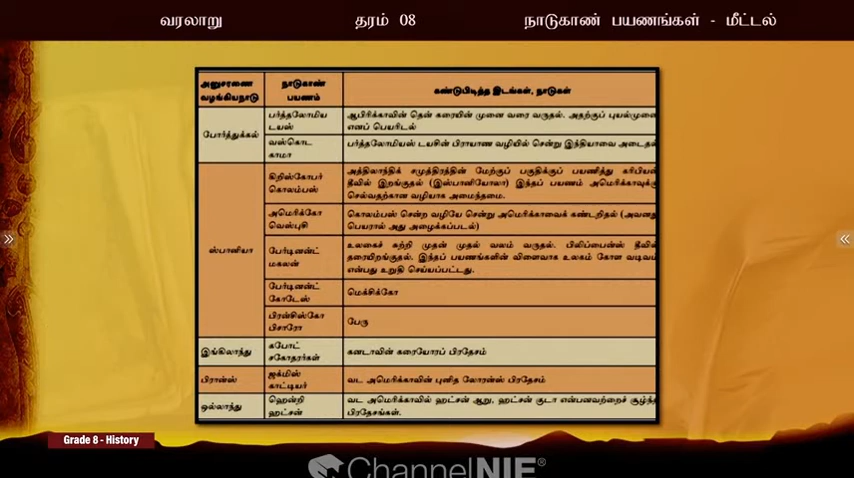 வரலாறு தரம் 08 நாடுகாண் பயணங்கள் - மீட்டல்
அனுசரணை வழங்கியநாடு நாடுகாண் பயணம் கண்டுபிடித்த இடங்கள், நாடுகள்
போர்த்துக்கல்
பர்த்தலோமிய டயஸ்
ஆபிரிக்காவின் தென் கரையின் முனை வரை வருதல். அதற்குப் புயல்முனை
எனப் பெயரிடல்
வஸ்கொட காமா
பர்த்தலோமியஸ் டயசின் பிரயாண வழியில் சென்று இந்தியாவை அடைதல்
ஸ்பானியா
கிறிஸ்கோபர் கொலம்பஸ்
அத்திலாந்திக் சமுத்திரத்தின் மேற்குப் பகுதிக்குப் பயணித்து கரிபியல்
தீவில் இறங்குதல் (இஸ்பானியோலா) இந்தப் பயணம் அமெரிக்காவுக்கு
செல்வதற்கான வழியாக அமைந்தமை.
அமெரிக்கோ வெஸ்புசி
கொலம்பஸ் சென்ற வழியே சென்று அமெரிக்காவைக் கண்டறிதல் (அவனது
பெயரால் அது அழைக்கப்படல்)
பேர்டினன்ட் மகலன்
உலகைச் சுற்றி முதன் முதல் வலம் வருதல். பிலிப்பைன்ஸ் தீவில்
தரையிறங்குதல். இந்தப் பயணங்களின் விளைவாக உலகம் கோள வடிவம்
என்பது உறுதி செய்யப்பட்டது.
பேர்டினன்ட் கோடேஸ்
மெக்சிக்கோ
பிரன்சிஸ்கோ பிசாரோ
பேரு
இங்கிலாந்து
கபோட் சகோதரர்கள்
கனடாவின் கரையோரப் பிரதேசம்
பிரான்ஸ்
ஜக்மிஸ் காட்டியர்
வட அமெரிக்காவின் புனித லோரன்ஸ் பிரதேசம்
ஒல்லாந்து
ஹென்றி ஹட்சன்
வட அமெரிக்காவில் ஹட்சன் ஆறு, ஹட்சன் குடா என்பனவற்றைச் சூழ்ந்த
பிரதேசங்கள்.
Grade 8 - History
ChannelNIE®